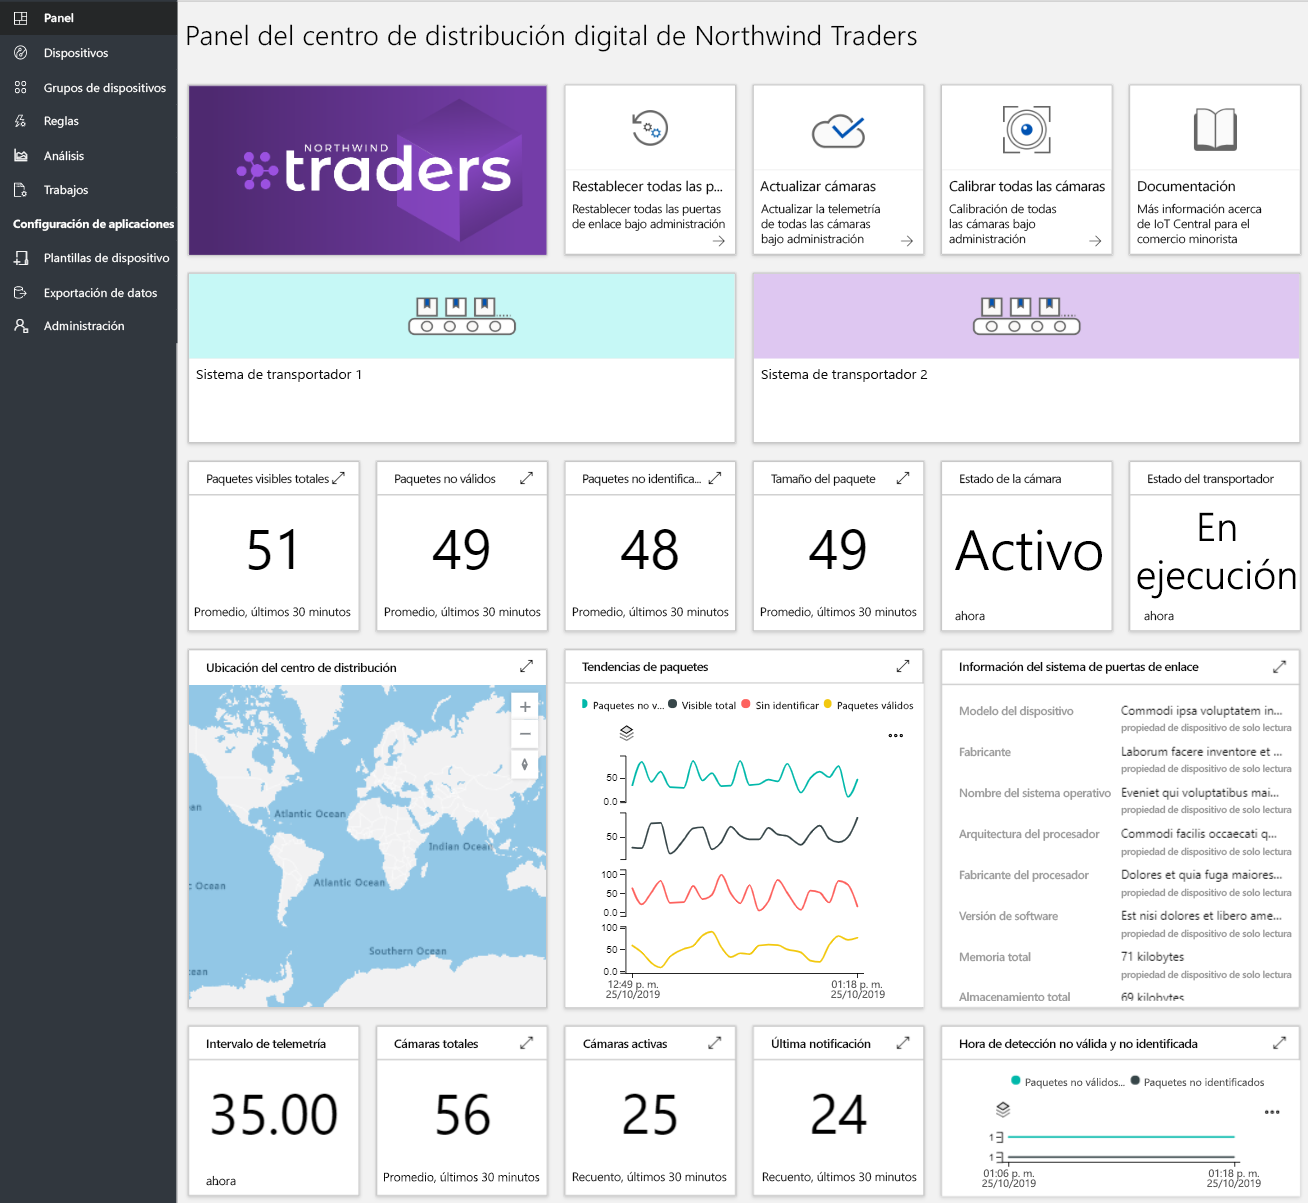 Panel
Dispositivos
Grupos de dispositivos
Reglas
Análisis
Trabajos
Configuración de aplicaciones
Plantillas de dispositivo
Exportación de datos
Administración
Panel del centro de distribución digital de Northwind Traders
NORTHWIND
traders
Restablecer todas las p...
Restablecer todas las puertas
de enlace bajo administración
Actualizar cámaras
Actualizar la telemetría
de todas las cámaras
bajo administración
Calibrar todas las cámaras
Calibración de todas
las cámaras bajo
administración
Documentación
Más información acerca
de IoT Central para el
comercio minorista
Sistema de transportador 1
Sistema de transportador 2
Paquetes visibles totales
51
Promedio, últimos 30 minutos
Paquetes no válidos
49
Promedio, últimos 30 minutos
Paquetes no identifica...
48
Promedio, últimos 30 minutos
Tamaño del paquete
49
Promedio, últimos 30 minutos
Estado de la cámara
Activo
ahora
Estado del transportador
En
ejecución
ahora
Ubicación del centro de distribución
Atlantic Ocean
Indian Ocean
Atlantic Ocean
Ocean
Southern Ocean
Tendencias de paquetes
Paquetes no v... Visible total Sin identificar Paquetes válidos
50
0.0
50
100
50
0.0
100
50
0.0
12:49 p. m.
25/10/2019
01:18 p. m.
25/10/2019
Información del sistema de puertas de enlace
Modelo del dispositivo Commodi ipsa voluptatem in...
propiedad de dispositivo de solo lectura
Fabricante Laborum facere inventore et ...
propiedad de dispositivo de solo lectura
Nombre del sistema operativo Eveniet qui voluptatibus mai...
propiedad de dispositivo de solo lectura
Arquitectura del procesador Commodi facilis occaecati q...
propiedad de dispositivo de solo lectura
Fabricante del procesador Dolores et quia fuga maiores...
propiedad de dispositivo de solo lectura
Versión de software Est nisi dolores et libero ame...
propiedad de dispositivo de solo lectura
Memoria total 71 kilobytes
propiedad de dispositivo de solo lectura
Almacenamiento total 69 kilobytes
Intervalo de telemetría
35.00
ahora
Cámaras totales
56
Promedio, últimos 30 minutos
Cámaras activas
25
Recuento, últimos 30 minutos
Última notificación
24
Recuento, últimos 30 minutos
Hora de detección no válida y no identificada
Paquetes no válidos... Paquetes no identificados
1
1
01:06 p. m.
25/10/2019
01:18 p. m.
25/10/2019